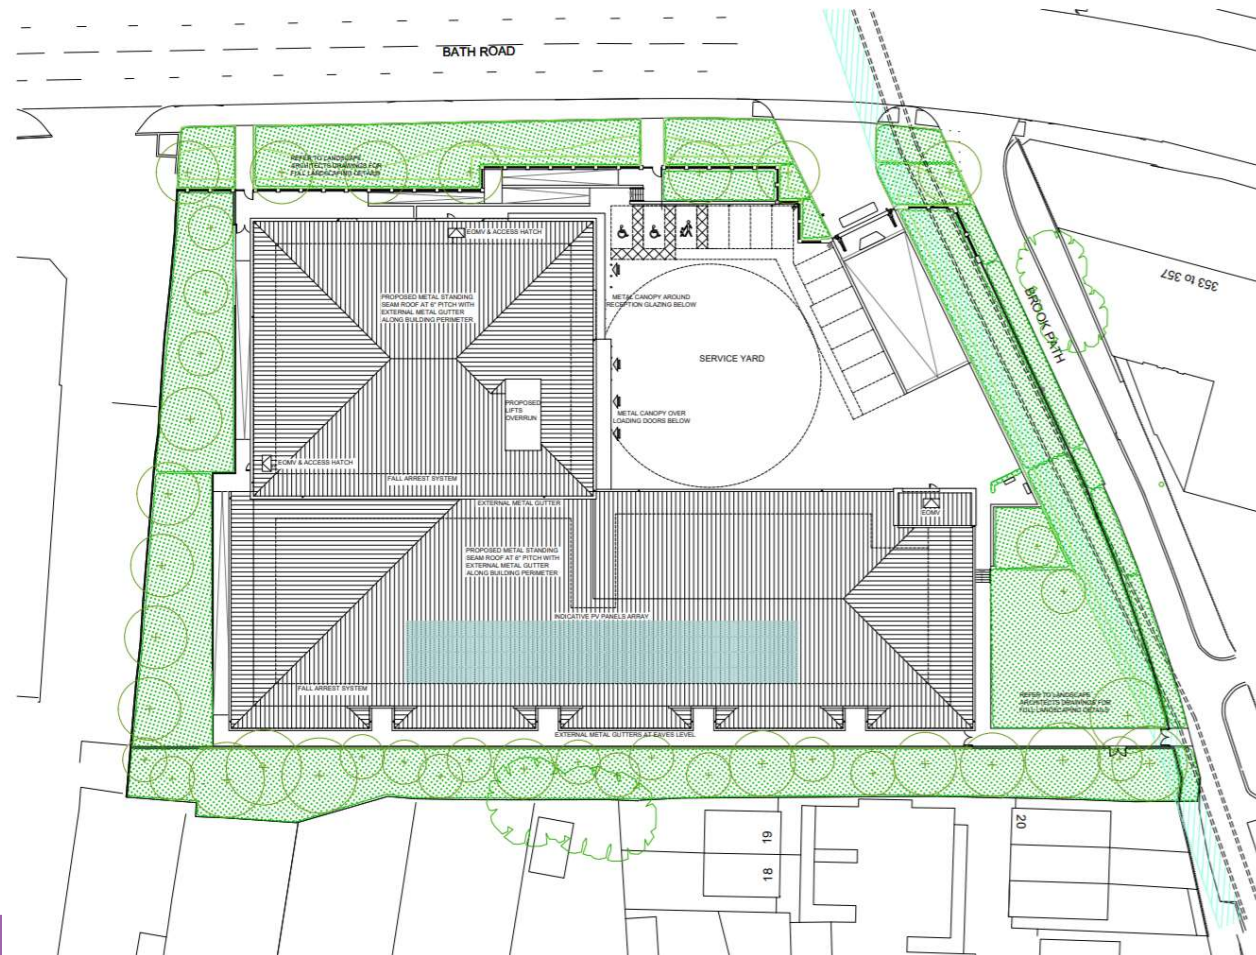 BATH ROAD
REFER TO LANDSCAPE
ARCHITECTS DRAWINGS FOR
FULL LANDSCAPING DETAILS
EOMV & ACCESS HATCH
353 to 357
PROPOSED METAL STANDING
SEAM ROOF AT 6° PITCH WITH
EXTERNAL METAL GUTTER
ALONG BUILDING PERIMETER
METAL CANOPY AROUND
RECEPTION GLAZING BELOW
BROOK PATH
SERVICE YARD
PROPOSED
LIFTS
OVERRUN
METAL CANOPY OVER
LOADING DOORS BELOW
EOMV & ACCESS HATCH
FALL ARREST SYSTEM
EXTERNAL METAL GUTTER
EOMV
PROPOSED METAL STANDING
SEAM ROOF AT 6° PITCH WITH
EXTERNAL METAL GUTTER
ALONG BUILDING PERIMETER
INDICATIVE PV PANELS ARRAY
FALL ARREST SYSTEM
REFER TO LANDSCAPE
ARCHITECTS DRAWINGS FOR
FULL LANDSCAPING DETAILS
EXTERNAL METAL GUTTERS AT EAVES LEVEL
19
18
20